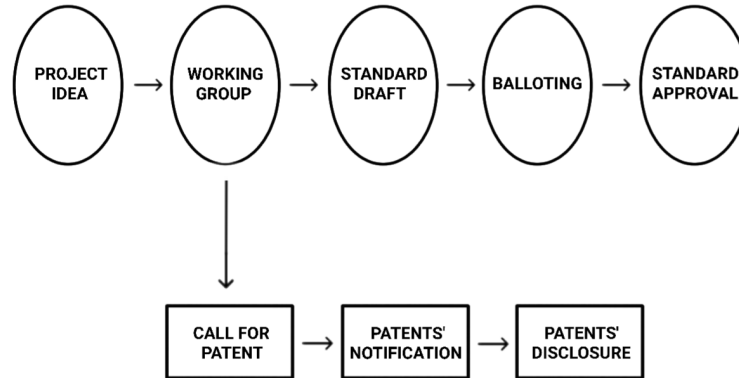 PROJECT
IDEA
WORKING
GROUP
STANDARD
DRAFT
BALLOTING
STANDARD
APPROVAL
CALL FOR
PATENT
PATENTS'
NOTIFICATION
PATENTS'
DISCLOSURE